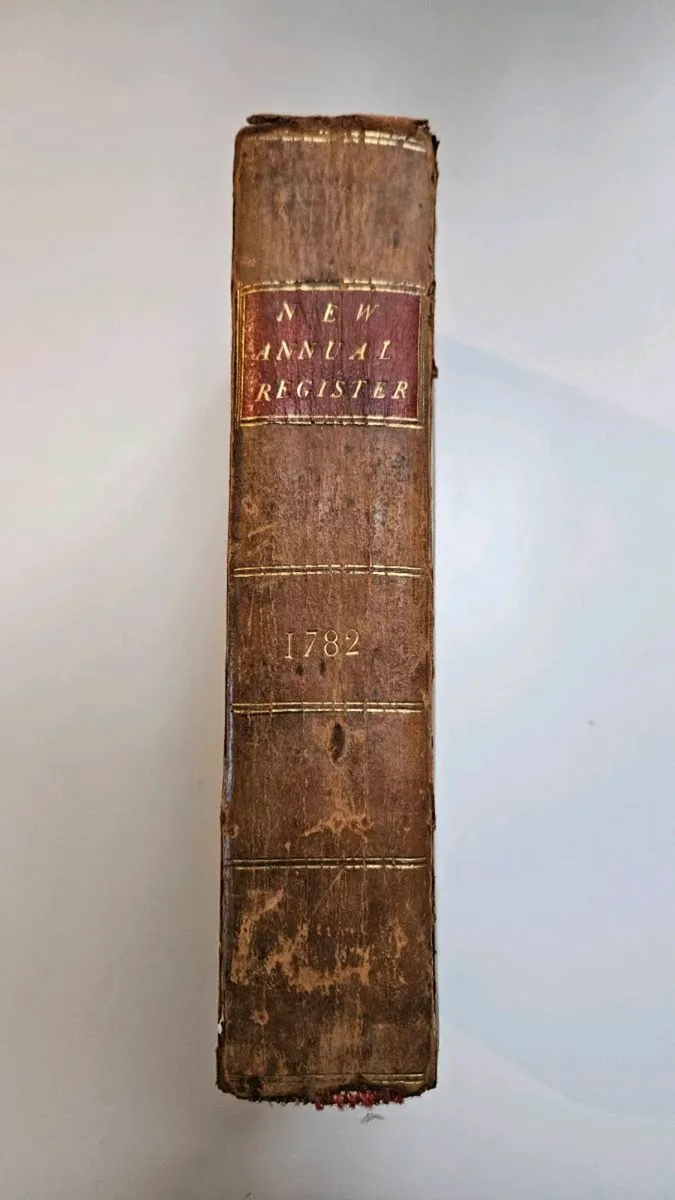 NEW
ANNUAL
REGISTER
1782